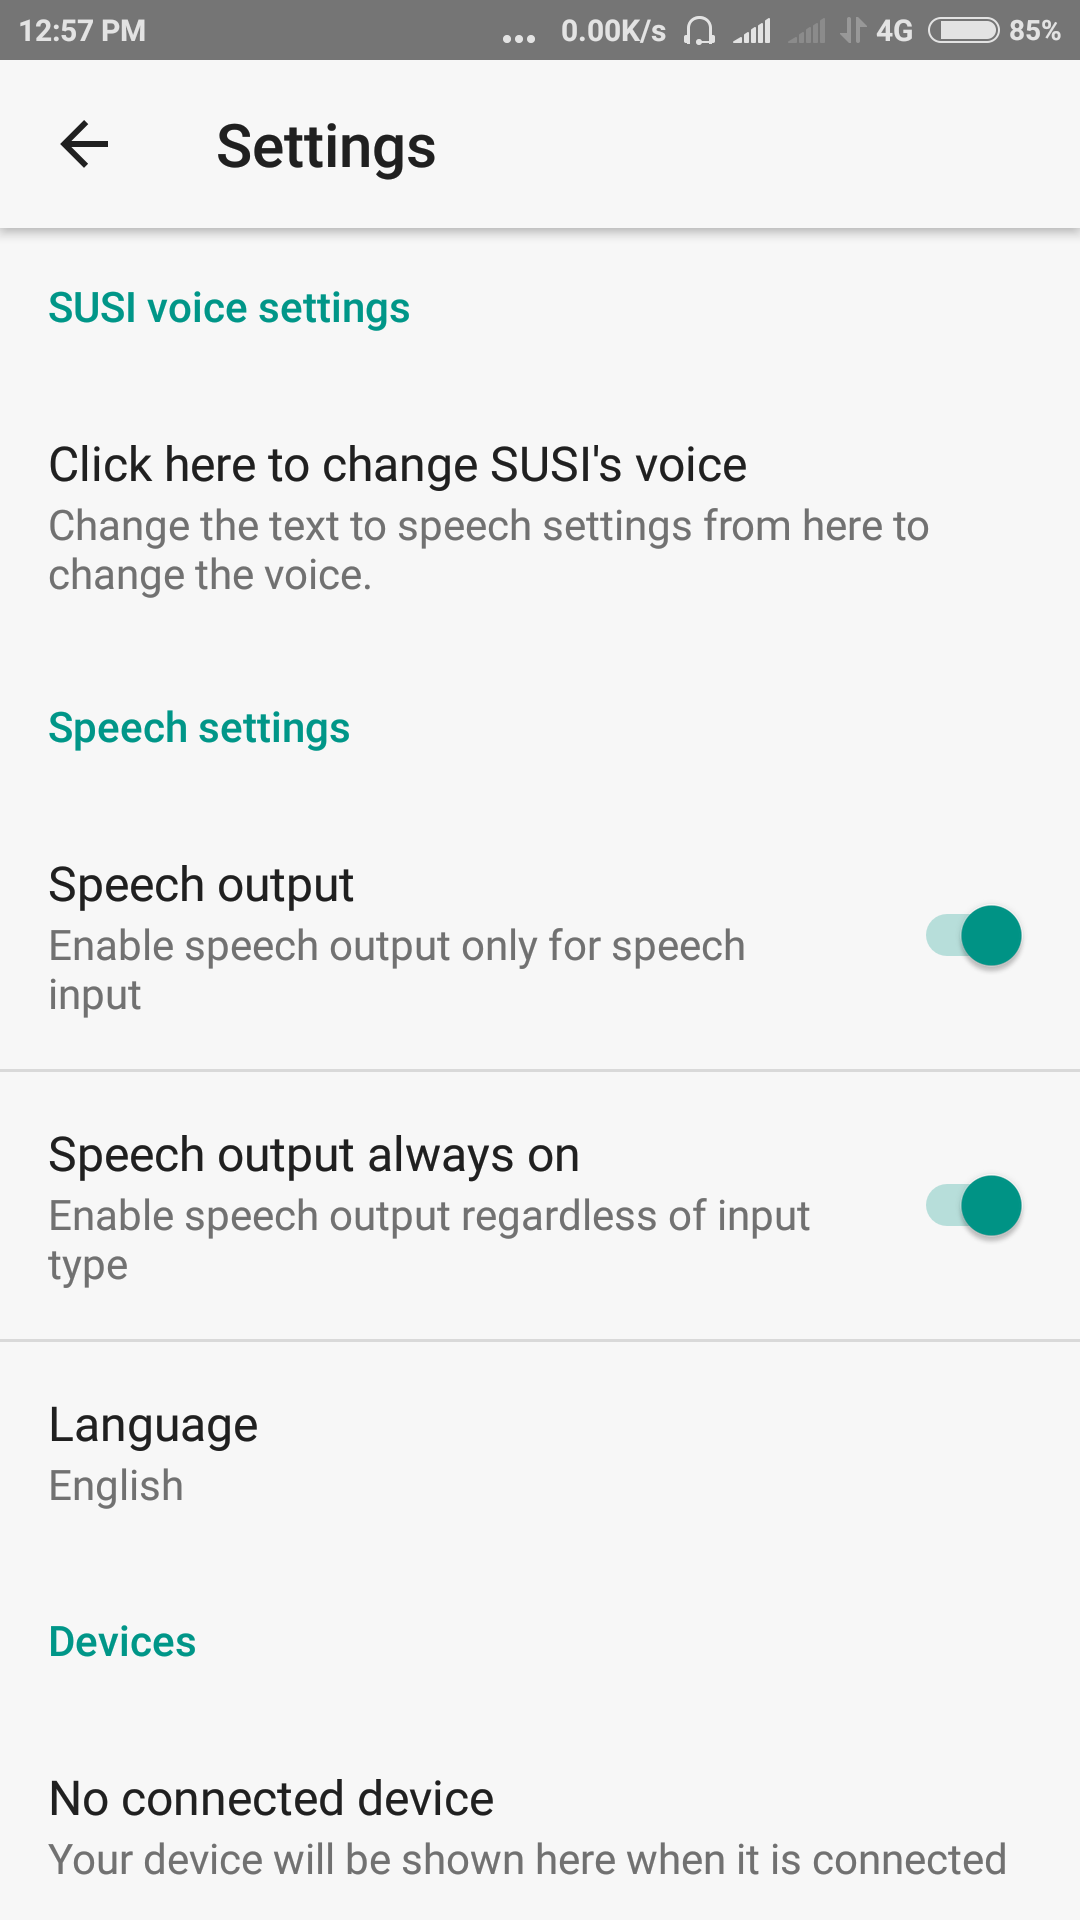 12:57 PM ... 0.00K/s 4G 85%
Settings
SUSI voice settings
Click here to change SUSI's voice
Change the text to speech settings from here to
change the voice.
Speech settings
Speech output
Enable speech output only for speech
input
Speech output always on
Enable speech output regardless of input
type
Language
English
Devices
No connected device
Your device will be shown here when it is connected